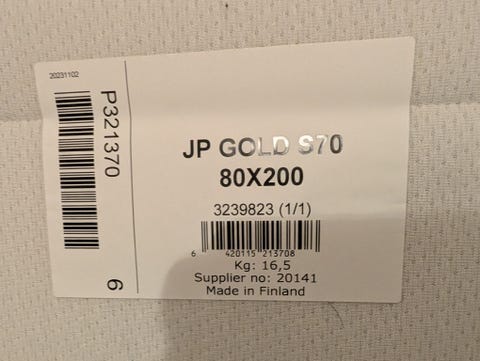 20231102
P321370
6
JP GOLD S70
80X200
3239823 (1/1)
6 420115 213708
Kg: 16,5
Supplier no: 20141
Made in Finland